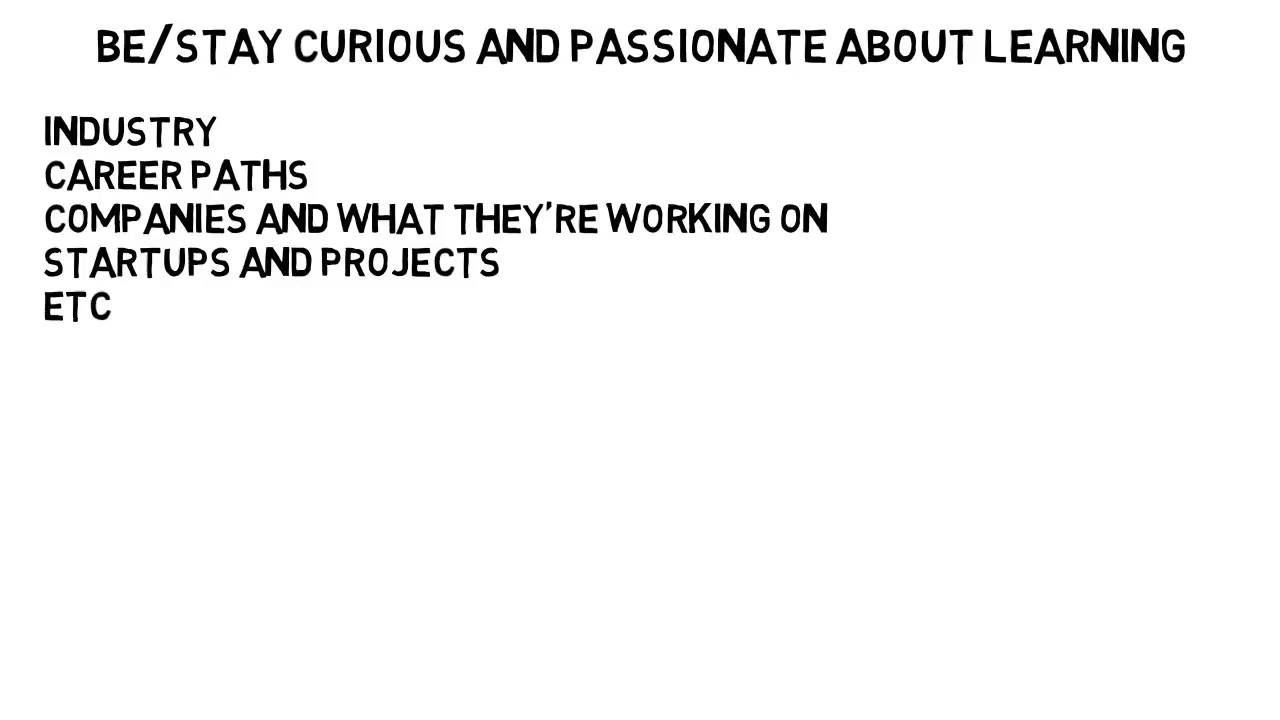 BE/STAY CURIOUS AND PASSIONATE ABOUT LEARNING
INDUSTRY
CAREER PATHS
COMPANIES AND WHAT THEY'RE WORKING ON
STARTUPS AND PROJECTS
ETC